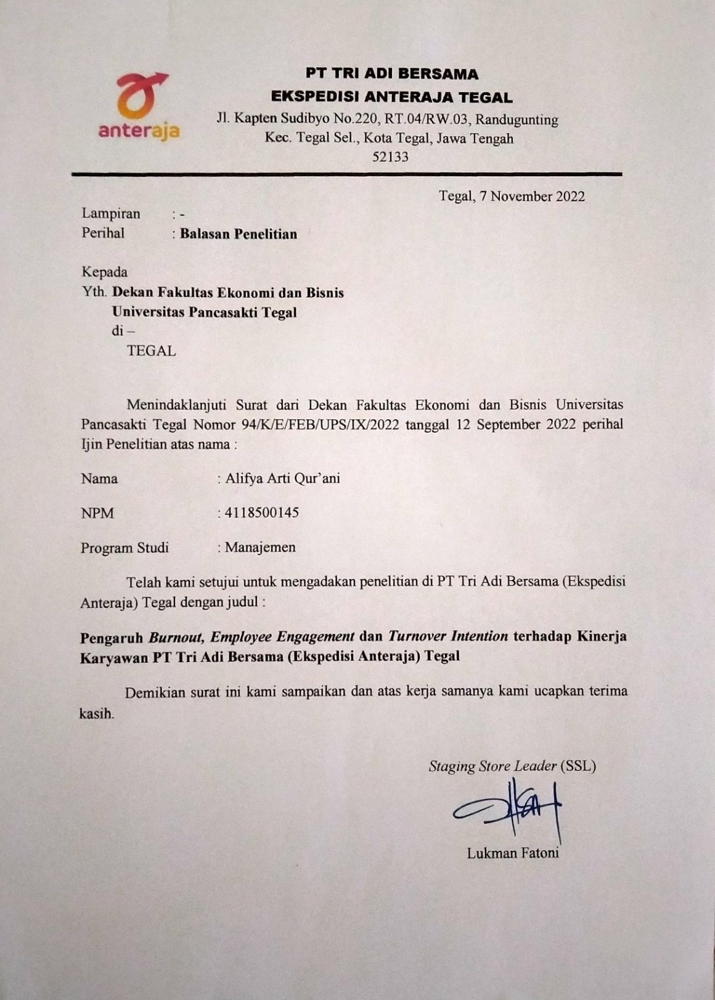 anteraja
PT TRI ADI BERSAMA
EKSPEDISI ANTERAJA TEGAL
Jl. Kapten Sudibyo No.220, RT.04/RW.03, Randugunting
Kec. Tegal Sel., Kota Tegal, Jawa Tengah
52133
Tegal, 7 November 2022
Lampiran : -
Perihal : Balasan Penelitian
Kepada
Yth. Dekan Fakultas Ekonomi dan Bisnis
Universitas Pancasakti Tegal
di –
TEGAL
Menindaklanjuti Surat dari Dekan Fakultas Ekonomi dan Bisnis Universitas
Pancasakti Tegal Nomor 94/K/E/FEB/UPS/IX/2022 tanggal 12 September 2022 perihal
Ijin Penelitian atas nama :
Nama : Alifya Arti Qur’ani
NPM : 4118500145
Program Studi : Manajemen
Telah kami setujui untuk mengadakan penelitian di PT Tri Adi Bersama (Ekspedisi
Anteraja) Tegal dengan judul :
Pengaruh Burnout, Employee Engagement dan Turnover Intention terhadap Kinerja
Karyawan PT Tri Adi Bersama (Ekspedisi Anteraja) Tegal
Demikian surat ini kami sampaikan dan atas kerja samanya kami ucapkan terima
kasih.
Staging Store Leader (SSL)
Lukman Fatoni